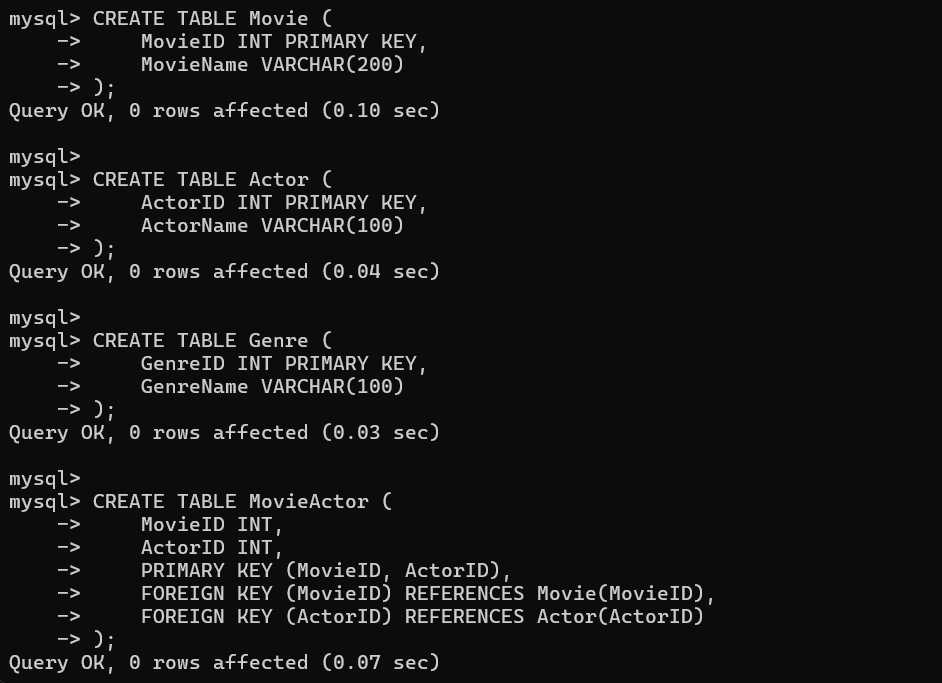 mysql> CREATE TABLE Movie (
    ->     MovieID INT PRIMARY KEY,
    ->     MovieName VARCHAR(200)
    -> );
Query OK, 0 rows affected (0.10 sec)

mysql>
mysql> CREATE TABLE Actor (
    ->     ActorID INT PRIMARY KEY,
    ->     ActorName VARCHAR(100)
    -> );
Query OK, 0 rows affected (0.04 sec)

mysql>
mysql> CREATE TABLE Genre (
    ->     GenreID INT PRIMARY KEY,
    ->     GenreName VARCHAR(100)
    -> );
Query OK, 0 rows affected (0.03 sec)

mysql>
mysql> CREATE TABLE MovieActor (
    ->     MovieID INT,
    ->     ActorID INT,
    ->     PRIMARY KEY (MovieID, ActorID),
    ->     FOREIGN KEY (MovieID) REFERENCES Movie(MovieID),
    ->     FOREIGN KEY (ActorID) REFERENCES Actor(ActorID)
    -> );
Query OK, 0 rows affected (0.07 sec)